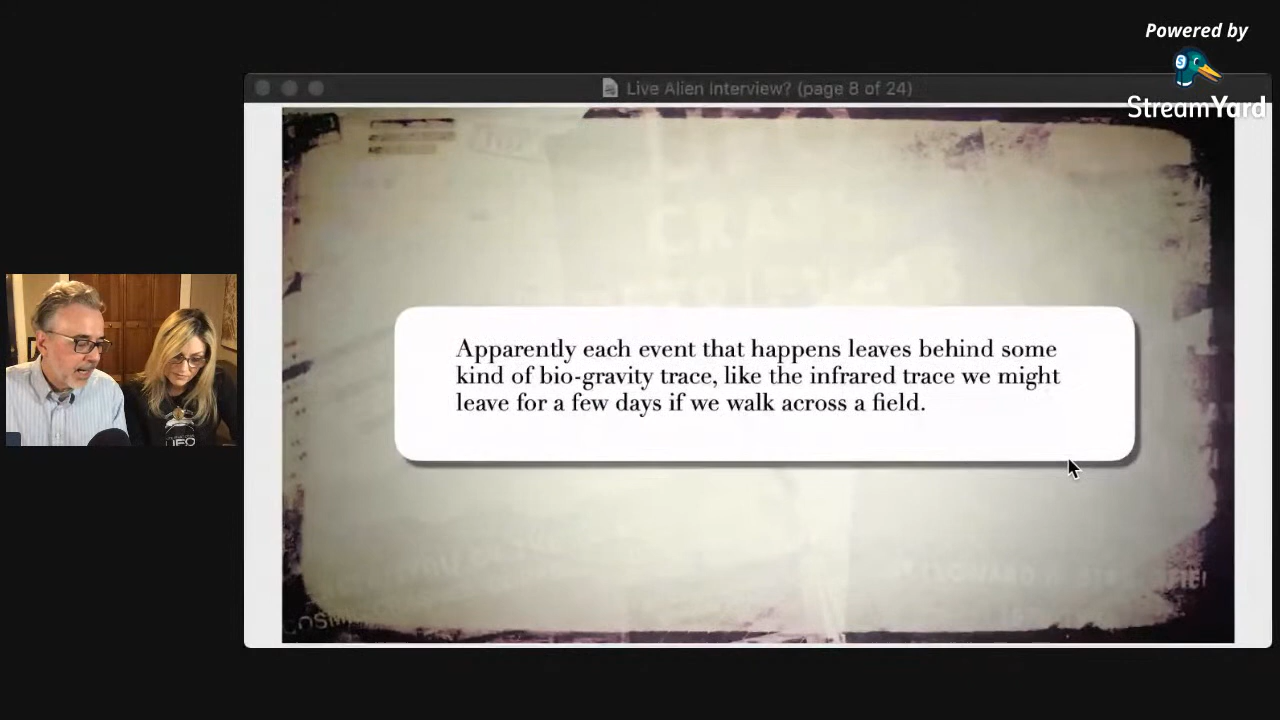 Powered by
StreamYard
Live Alien Interview? (page 8 of 24)
Apparently each event that happens leaves behind some
kind of bio-gravity trace, like the infrared trace we might
leave for a few days if we walk across a field.
UFO